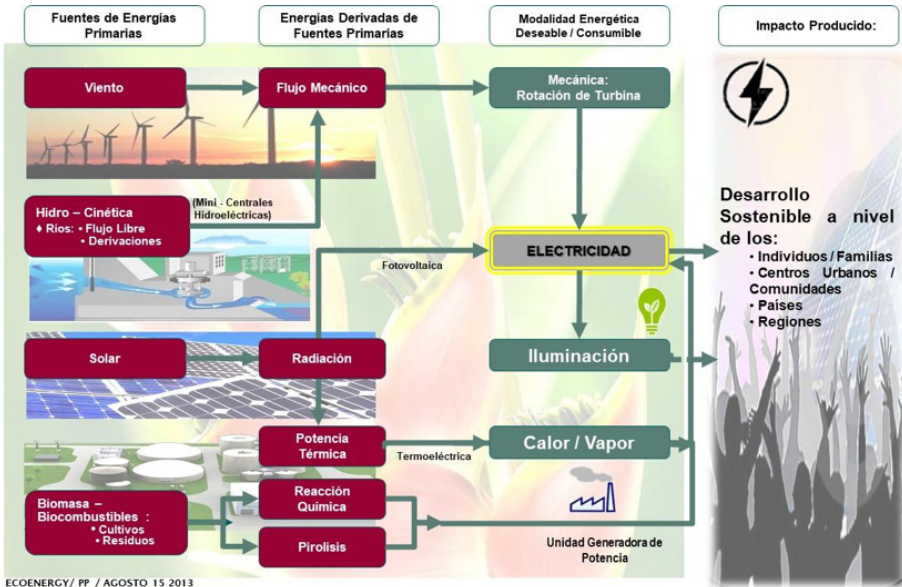 Fuentes de Energías
Primarias
Energías Derivadas de
Fuentes Primarias
Modalidad Energética
Deseable / Consumible
Impacto Producido:
Viento
Flujo Mecánico
Mecánica:
Rotación de Turbina
(Mini - Centrales
Hidroeléctricas)
Hidro – Cinética
♦ Ríos: • Flujo Libre
• Derivaciones
ELECTRICIDAD
Fotovoltaica
Desarrollo
Sostenible a nivel
de los:
• Individuos / Familias
• Centros Urbanos /
Comunidades
• Países
• Regiones
Solar
Radiación
Iluminación
Potencia
Térmica
Termoeléctrica
Calor / Vapor
Biomasa –
Biocombustibles :
• Cultivos
• Residuos
Reacción
Química
Pirolisis
Unidad Generadora de
Potencia
ECOENERGY/ PP / AGOSTO 15 2013